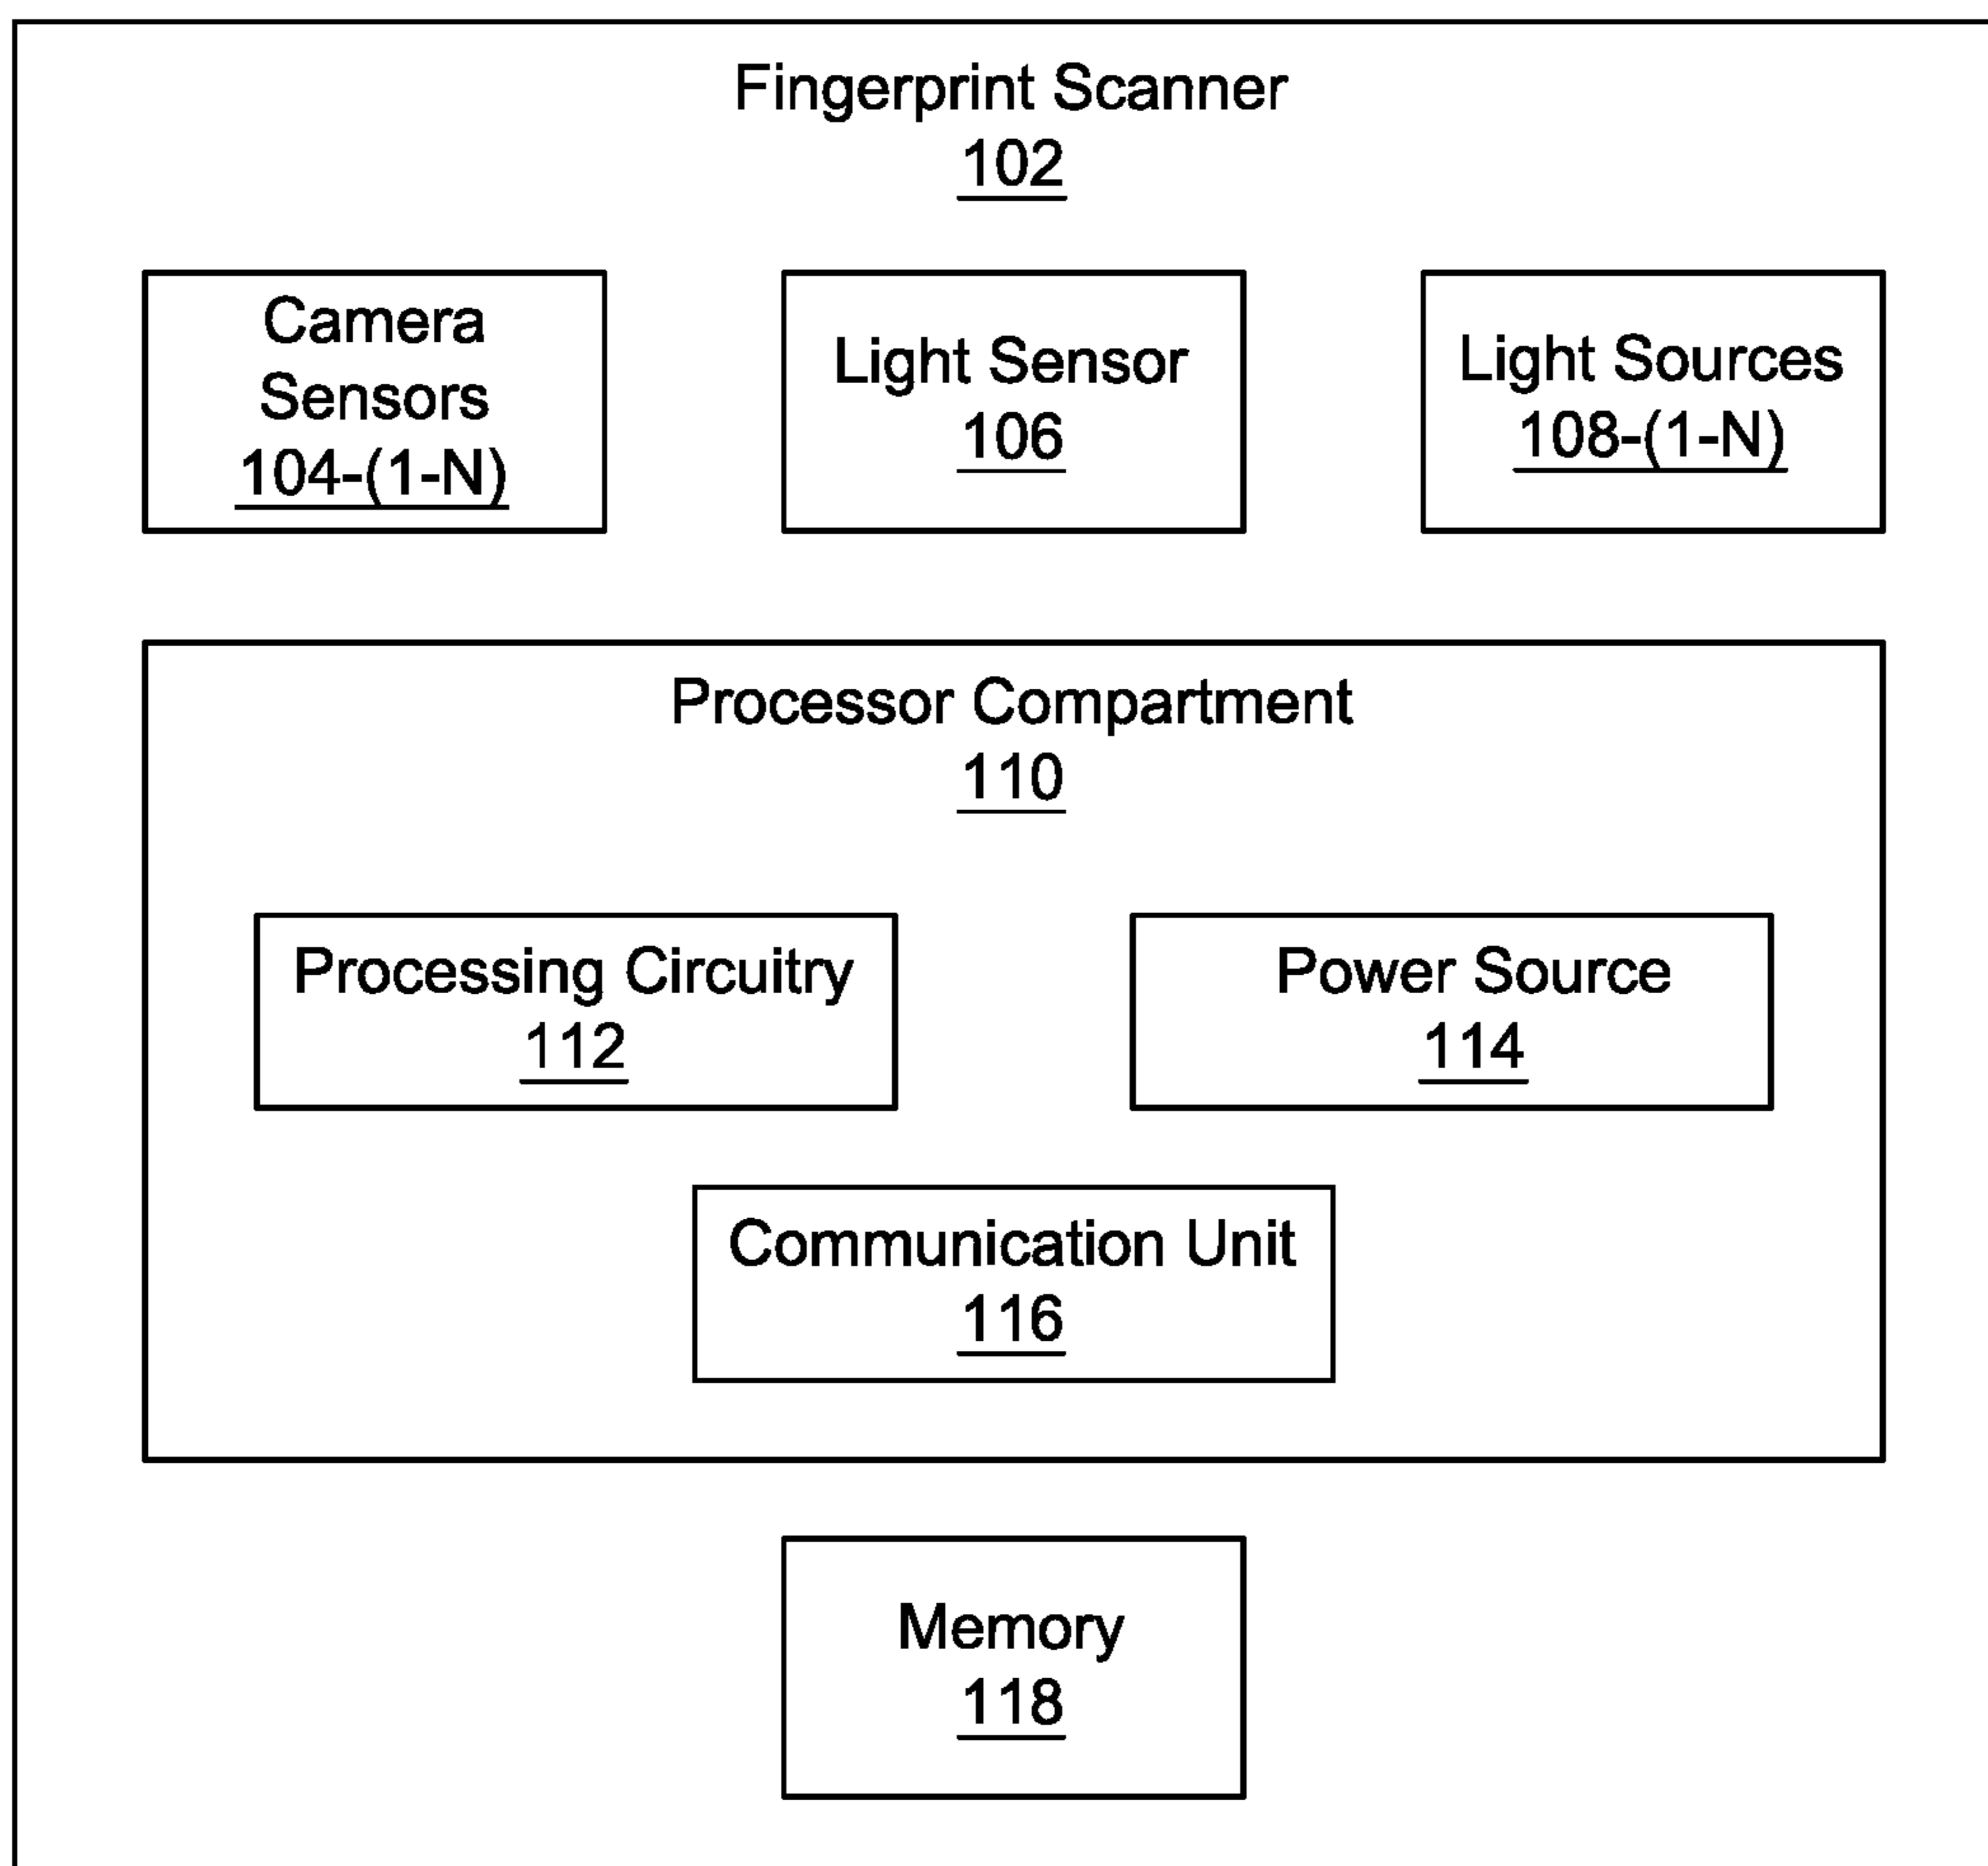 Fingerprint Scanner
102
Camera
Sensors
104-(1-N)
Light Sensor
106
Light Sources
108-(1-N)
Processor Compartment
110
Processing Circuitry
112
Power Source
114
Communication Unit
116
Memory
118